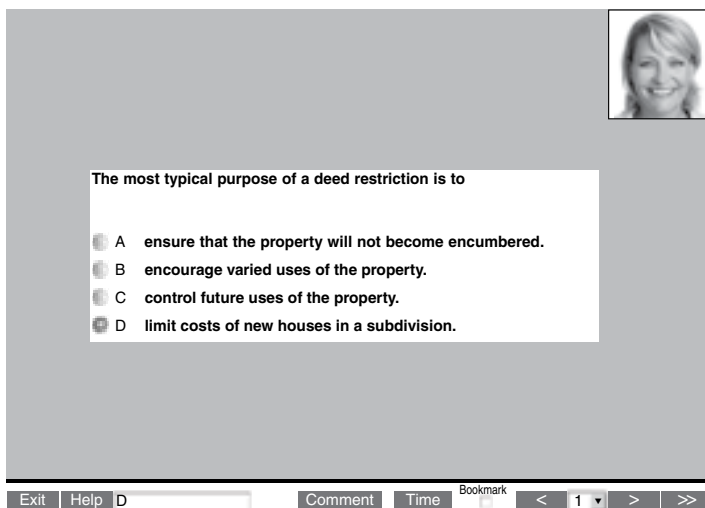 The most typical purpose of a deed restriction is to
A ensure that the property will not become encumbered.
B encourage varied uses of the property.
C control future uses of the property.
D limit costs of new houses in a subdivision.
Exit Help D Comment Time Bookmark < 1 ▼ > >>